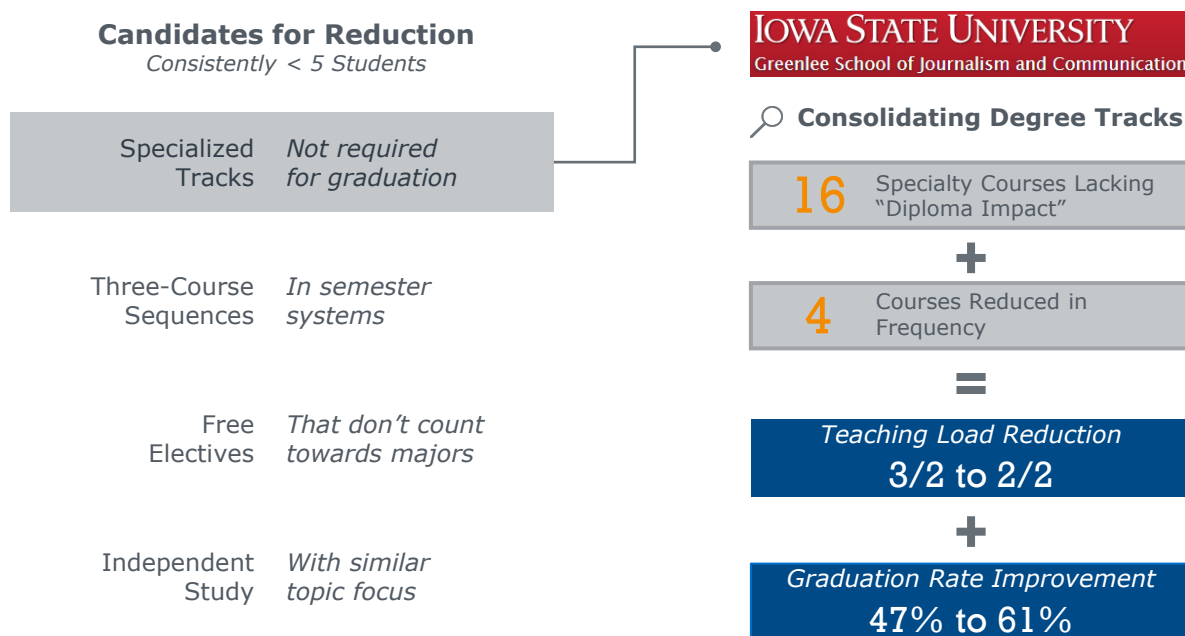 Candidates for Reduction
Consistently < 5 Students
Specialized Tracks
Not required for graduation
Three-Course Sequences
In semester systems
Free Electives
That don’t count towards majors
Independent Study
With similar topic focus
IOWA STATE UNIVERSITY
Greenlee School of Journalism and Communication
Consolidating Degree Tracks
16
Specialty Courses Lacking
“Diploma Impact”
+
4
Courses Reduced in
Frequency
=
Teaching Load Reduction
3/2 to 2/2
+
Graduation Rate Improvement
47% to 61%